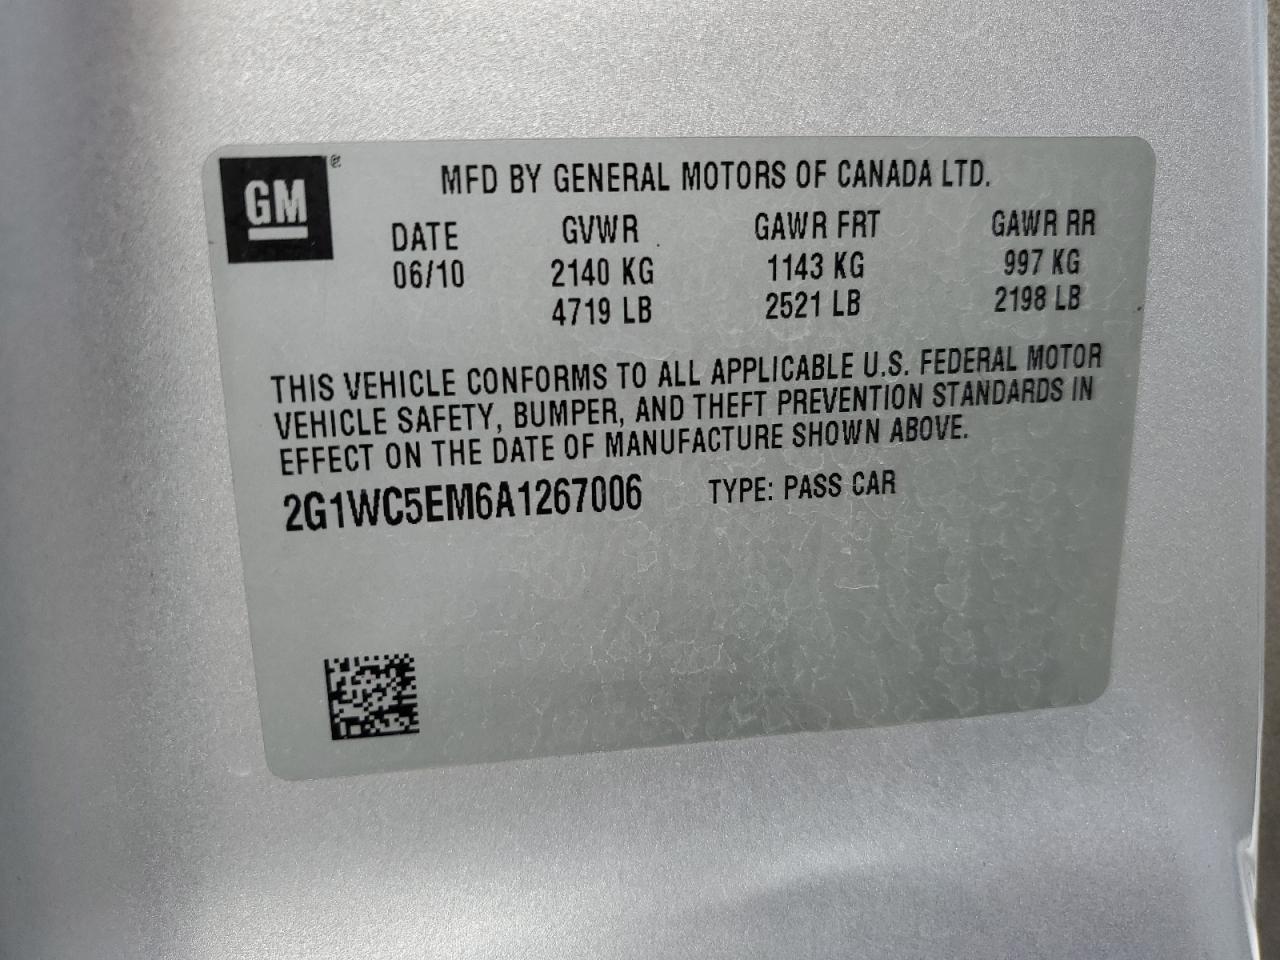 GM®
MFD BY GENERAL MOTORS OF CANADA LTD.
DATE GVWR GAWR FRT GAWR RR
06/10 2140 KG 1143 KG 997 KG
4719 LB 2521 LB 2198 LB
THIS VEHICLE CONFORMS TO ALL APPLICABLE U.S. FEDERAL MOTOR
VEHICLE SAFETY, BUMPER, AND THEFT PREVENTION STANDARDS IN
EFFECT ON THE DATE OF MANUFACTURE SHOWN ABOVE.
2G1WC5EM6A1267006 TYPE: PASS CAR